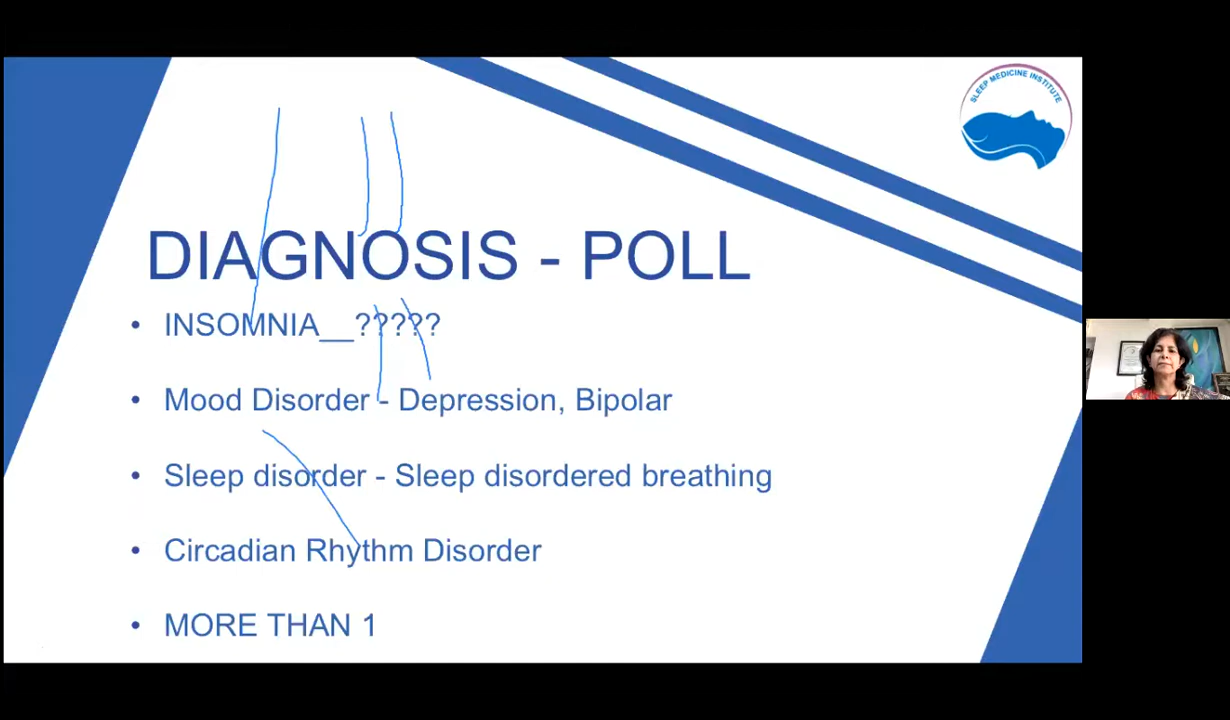 SLEEP MEDICINE INSTITUTE
DIAGNOSIS - POLL
• INSOMNIA__?????
• Mood Disorder - Depression, Bipolar
• Sleep disorder - Sleep disordered breathing
• Circadian Rhythm Disorder
• MORE THAN 1